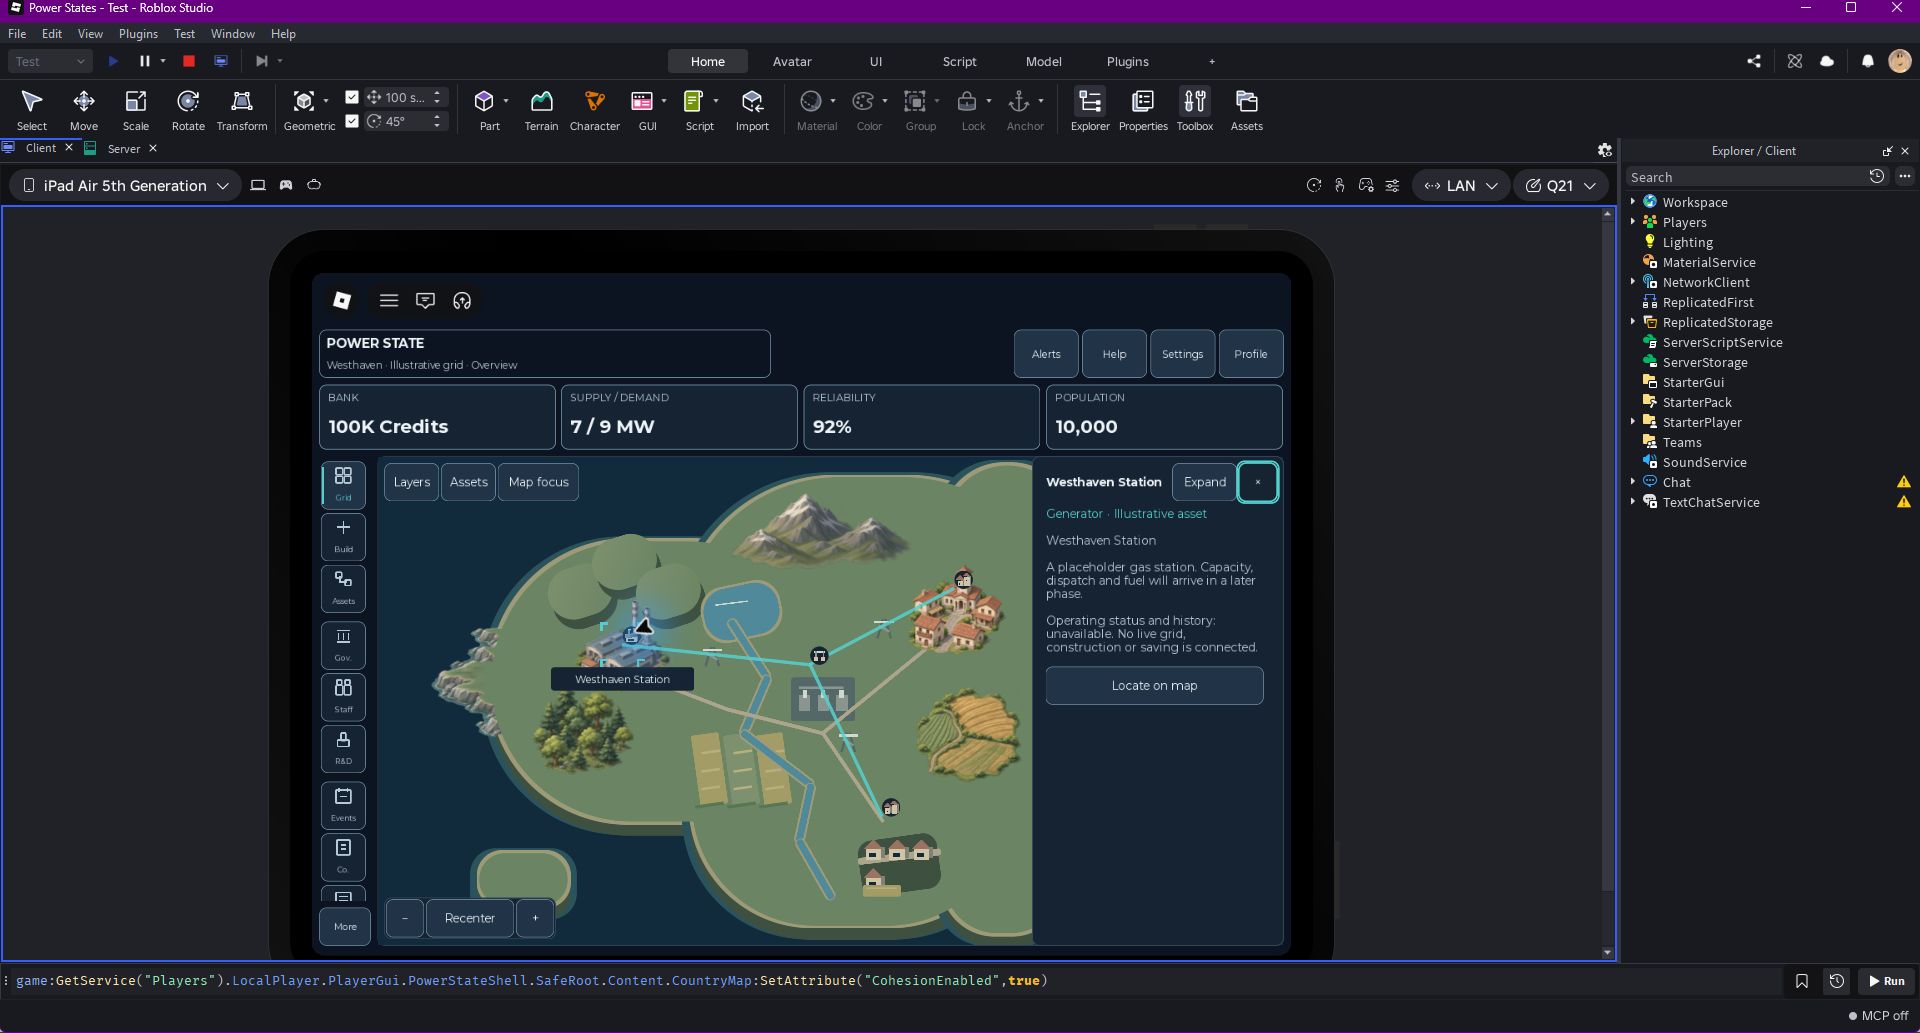 Power States - Test - Roblox Studio
File Edit View Plugins Test Window Help
Test
Home Avatar UI Script Model Plugins +
100 s...
45°
Select Move Scale Rotate Transform Geometric Part Terrain Character GUI Script Import Material Color Group Lock Anchor Explorer Properties Toolbox Assets
Client Server
iPad Air 5th Generation
LAN Q21
Explorer / Client
Search
Workspace
Players
Lighting
MaterialService
NetworkClient
ReplicatedFirst
ReplicatedStorage
ServerScriptService
ServerStorage
StarterGui
StarterPack
StarterPlayer
Teams
SoundService
Chat
TextChatService
POWER STATE
Westhaven · Illustrative grid · Overview
Alerts Help Settings Profile
BANK
100K Credits
SUPPLY / DEMAND
7 / 9 MW
RELIABILITY
92%
POPULATION
10,000
Grid
Build
Assets
Gov.
Staff
R&D
Events
Co.
More
Layers Assets Map focus
Westhaven Station
- Recenter +
Westhaven Station Expand ×
Generator · Illustrative asset
Westhaven Station
A placeholder gas station. Capacity,
dispatch and fuel will arrive in a later
phase.
Operating status and history:
unavailable. No live grid,
construction or saving is connected.
Locate on map
game:GetService("Players").LocalPlayer.PlayerGui.PowerStateShell.SafeRoot.Content.CountryMap:SetAttribute("CohesionEnabled",true)
Run
MCP off